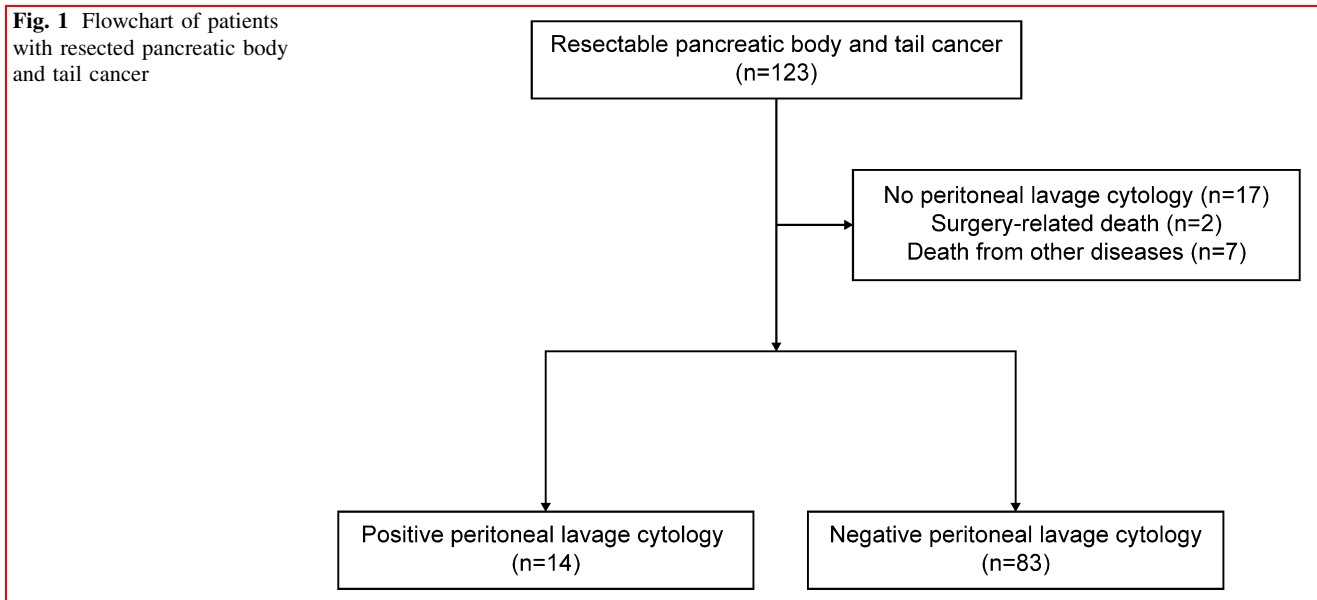 Fig. 1 Flowchart of patients
with resected pancreatic body
and tail cancer
Resectable pancreatic body and tail cancer
(n=123)
No peritoneal lavage cytology (n=17)
Surgery-related death (n=2)
Death from other diseases (n=7)
Positive peritoneal lavage cytology
(n=14)
Negative peritoneal lavage cytology
(n=83)